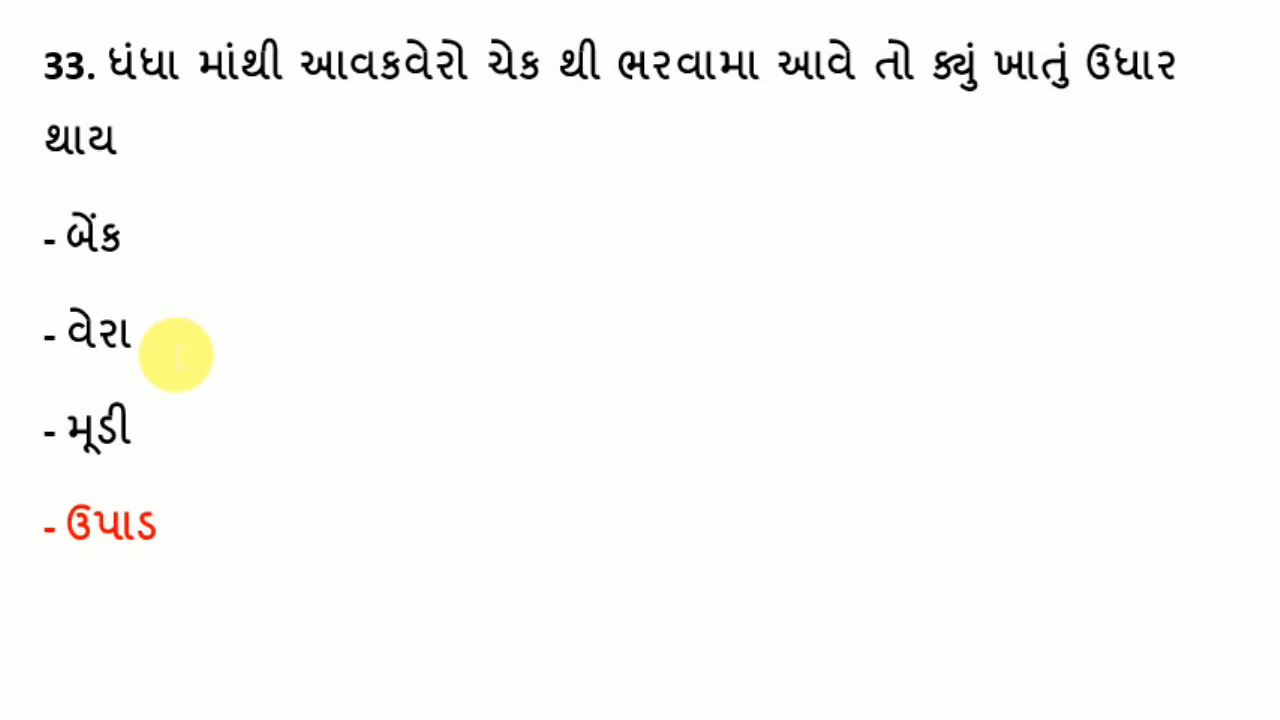 33. ધંધા માંથી આવકવેરો ચેક થી ભરવામા આવે તો ક્યું ખાતું ઉધાર
થાય
- બેંક
- વેરા
- મૂડી
- ઉપાડ